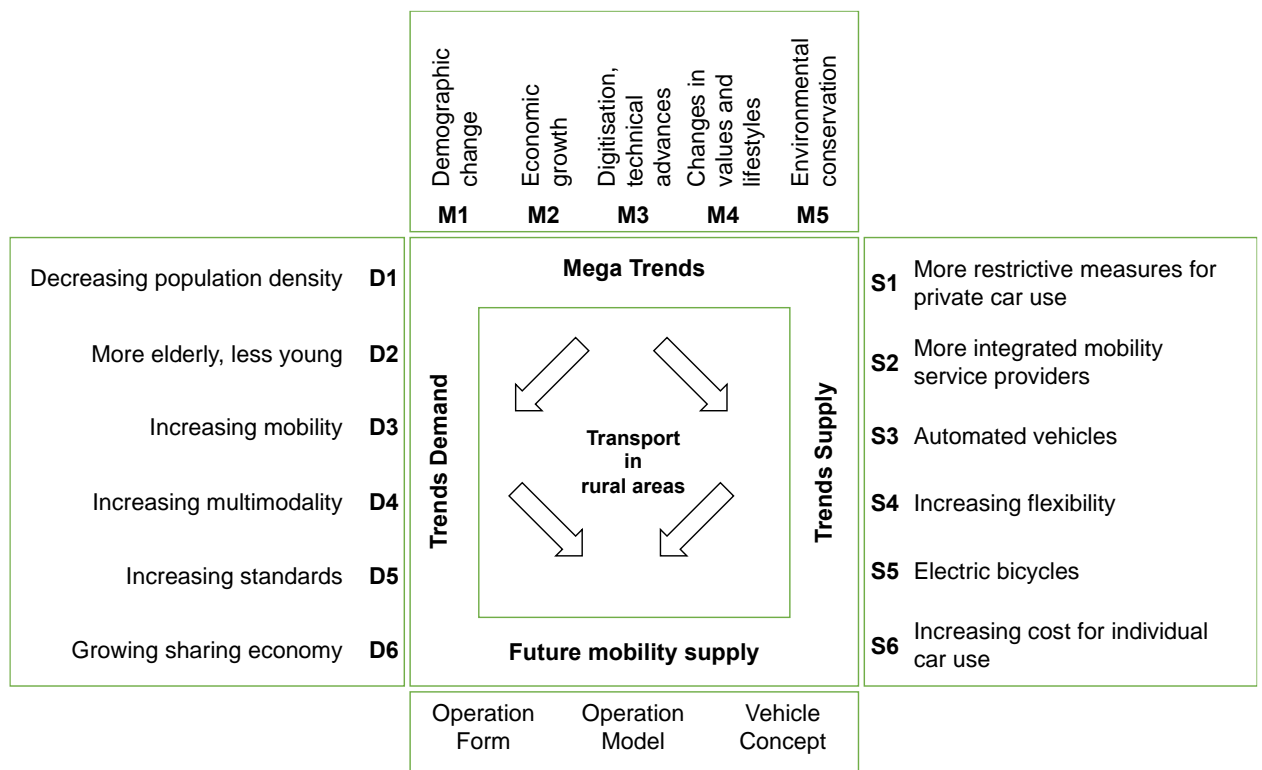 Demographic
change
M1
Economic
growth
M2
Digitisation,
technical
advances
M3
Changes in
values and
lifestyles
M4
Environmental
conservation
M5
Decreasing population density D1
More elderly, less young D2
Increasing mobility D3
Increasing multimodality D4
Increasing standards D5
Growing sharing economy D6
Mega Trends
Trends Demand
Transport
in
rural areas
Trends Supply
Future mobility supply
S1 More restrictive measures for
private car use
S2 More integrated mobility
service providers
S3 Automated vehicles
S4 Increasing flexibility
S5 Electric bicycles
S6 Increasing cost for individual
car use
Operation
Form
Operation
Model
Vehicle
Concept